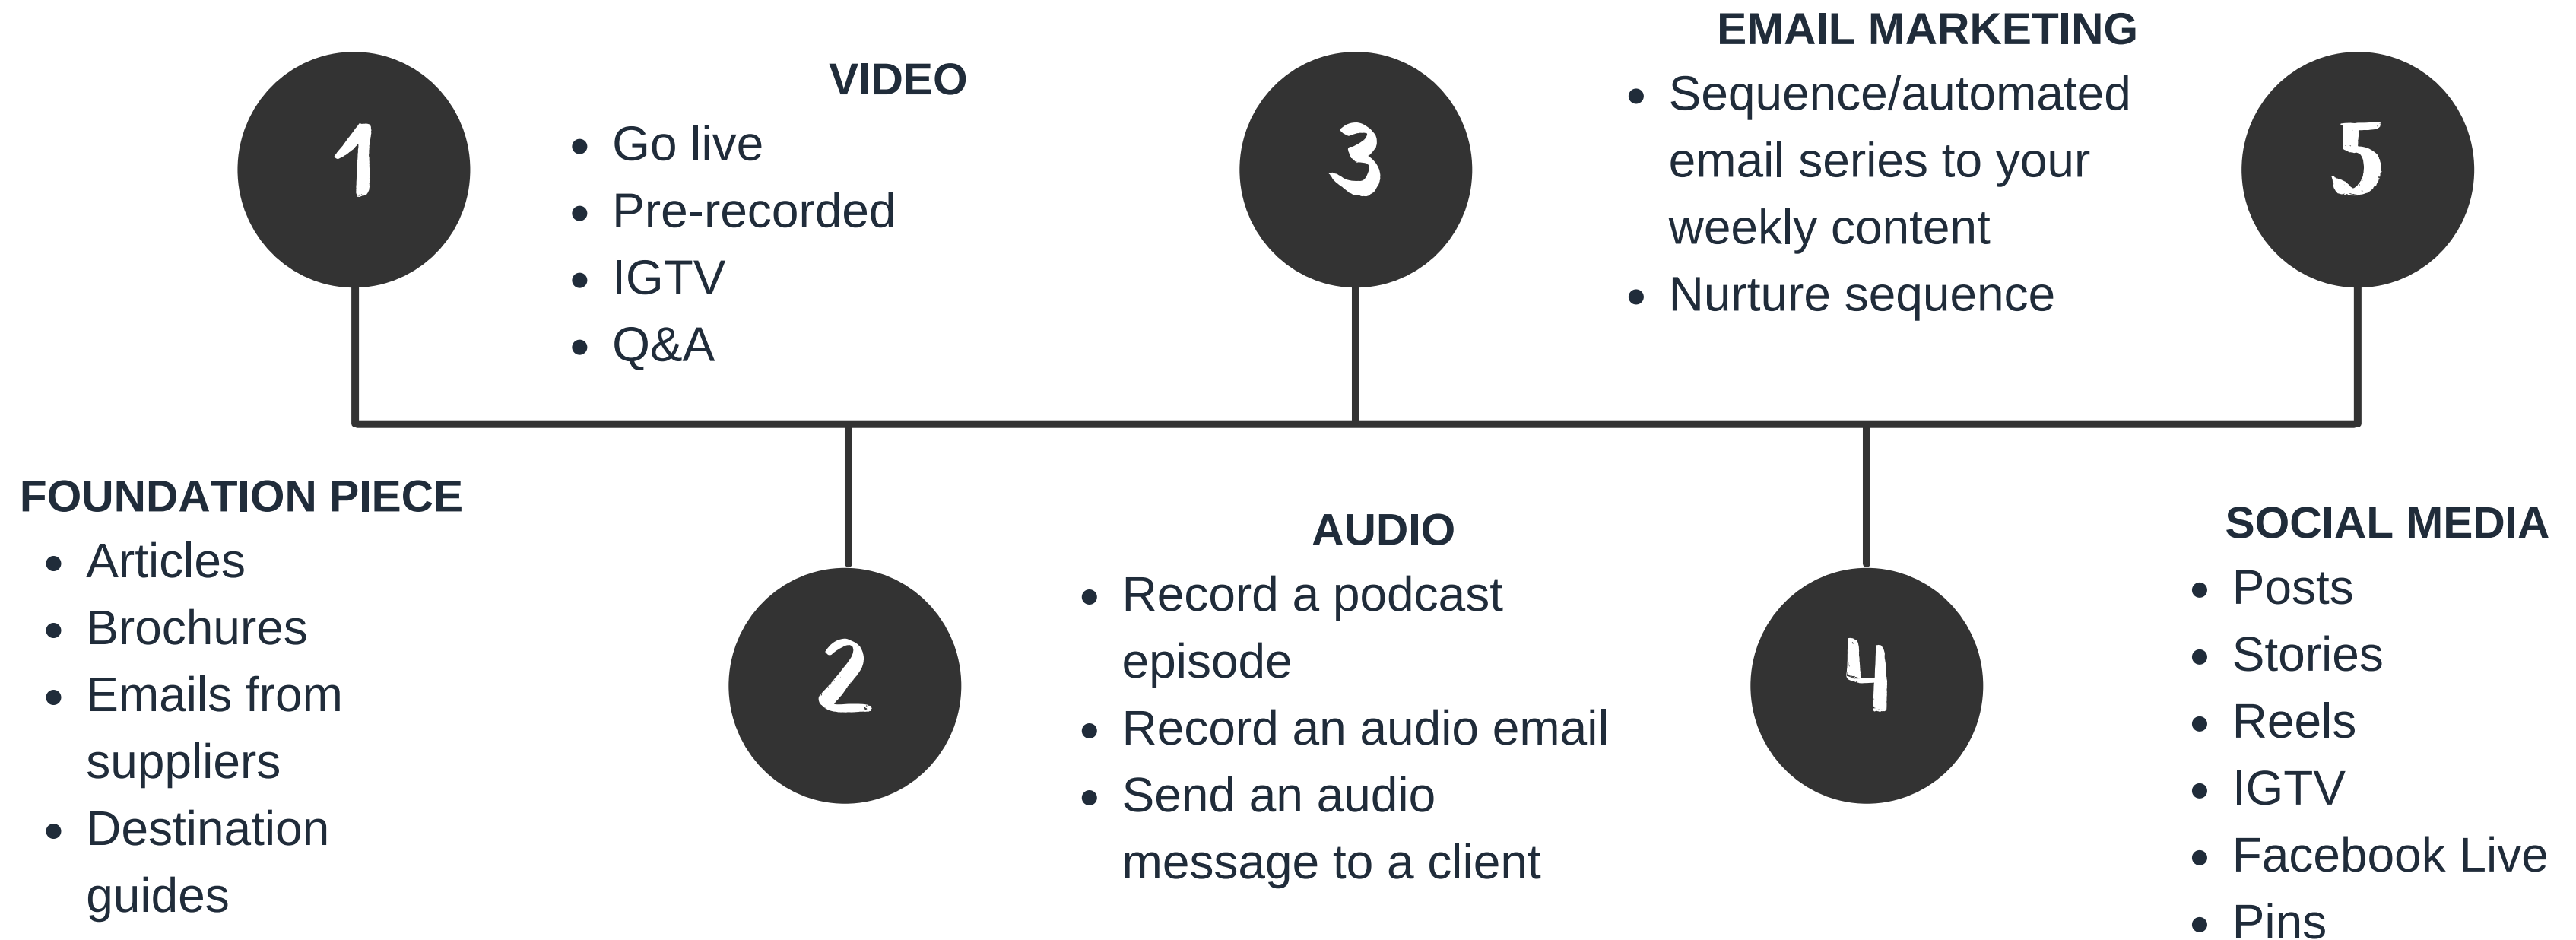 1
FOUNDATION PIECE
Articles
Brochures
Emails from
suppliers
Destination
guides
VIDEO
Go live
Pre-recorded
IGTV
Q&A
2
3
AUDIO
Record a podcast
episode
Record an audio email
Send an audio
message to a client
EMAIL MARKETING
Sequence/automated
email series to your
weekly content
Nurture sequence
4
5
SOCIAL MEDIA
Posts
Stories
Reels
IGTV
Facebook Live
Pins